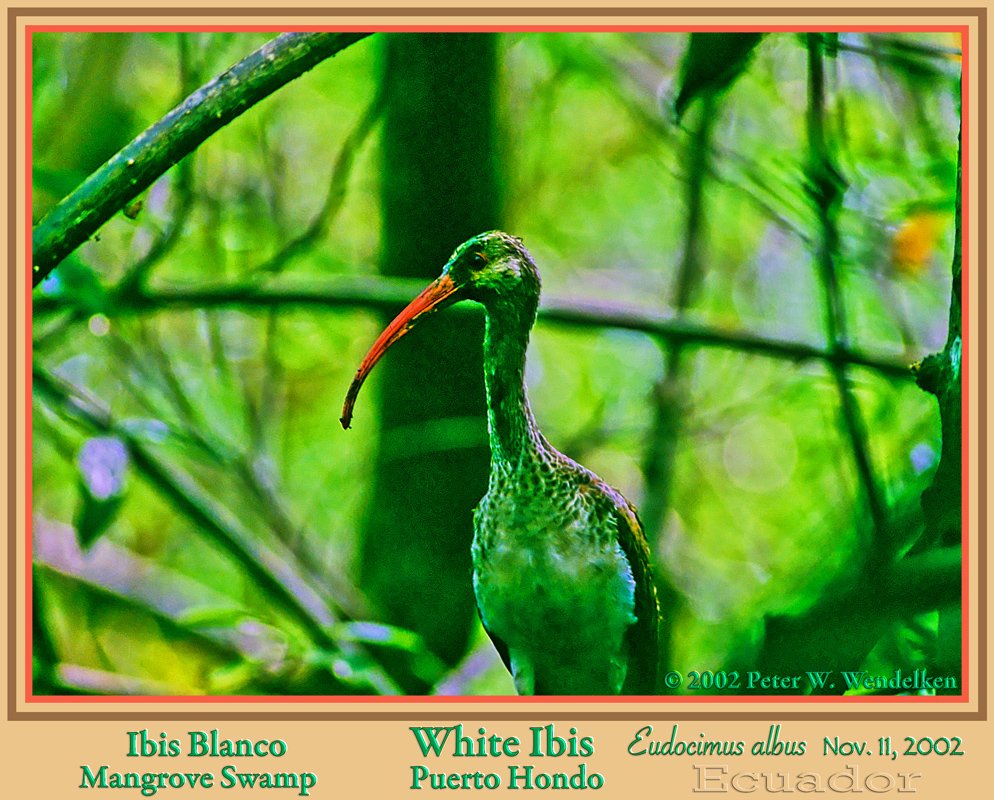 © 2002 Peter W. Wendelken
Ibis Blanco White Ibis Eudocimus albus Nov. 11, 2002
Mangrove Swamp Puerto Hondo Ecuador